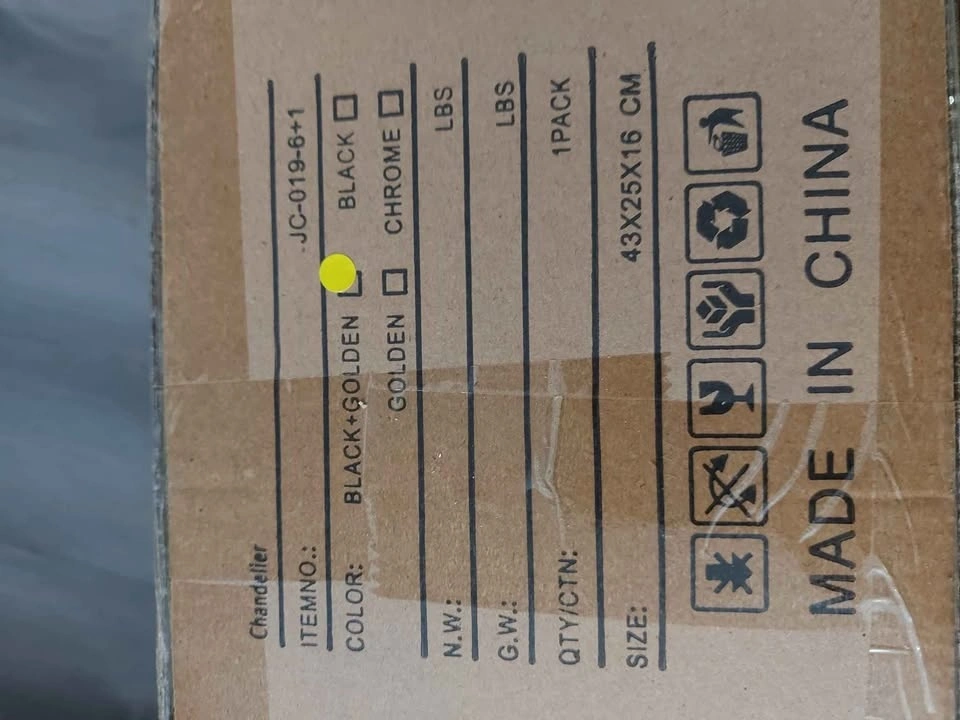 Chandelier
ITEMNO.: JC-019-6+1
COLOR: BLACK+GOLDEN □ BLACK □
GOLDEN □ CHROME □
N.W.: LBS
G.W.: LBS
QTY/CTN: 1PACK
SIZE: 43X25X16 CM
MADE IN CHINA